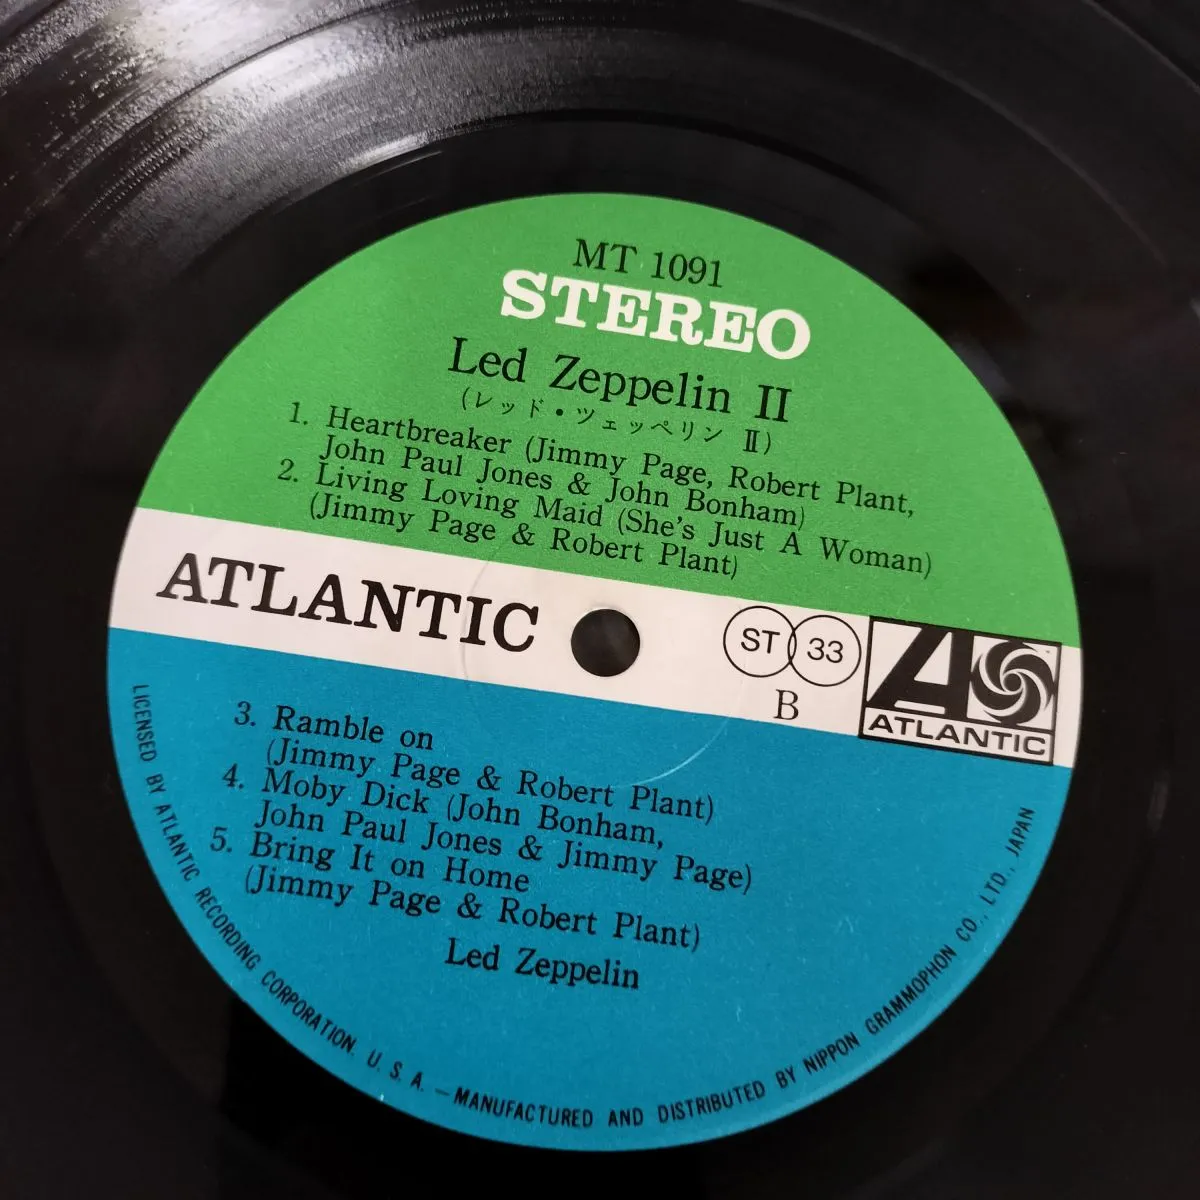 MT 1091
STEREO
Led Zeppelin II
(レッド・ツェッペリン II)
1. Heartbreaker (Jimmy Page, Robert Plant,
John Paul Jones & John Bonham)
2. Living Loving Maid (She's Just A Woman)
(Jimmy Page & Robert Plant)
ATLANTIC
ST 33
B
A
ATLANTIC
3. Ramble on
(Jimmy Page & Robert Plant)
4. Moby Dick (John Bonham,
John Paul Jones & Jimmy Page)
5. Bring It on Home
(Jimmy Page & Robert Plant)
Led Zeppelin
LICENSED BY ATLANTIC RECORDING CORPORATION. U. S. A. — MANUFACTURED AND DISTRIBUTED BY NIPPON GRAMMOPHON CO., LTD., JAPAN